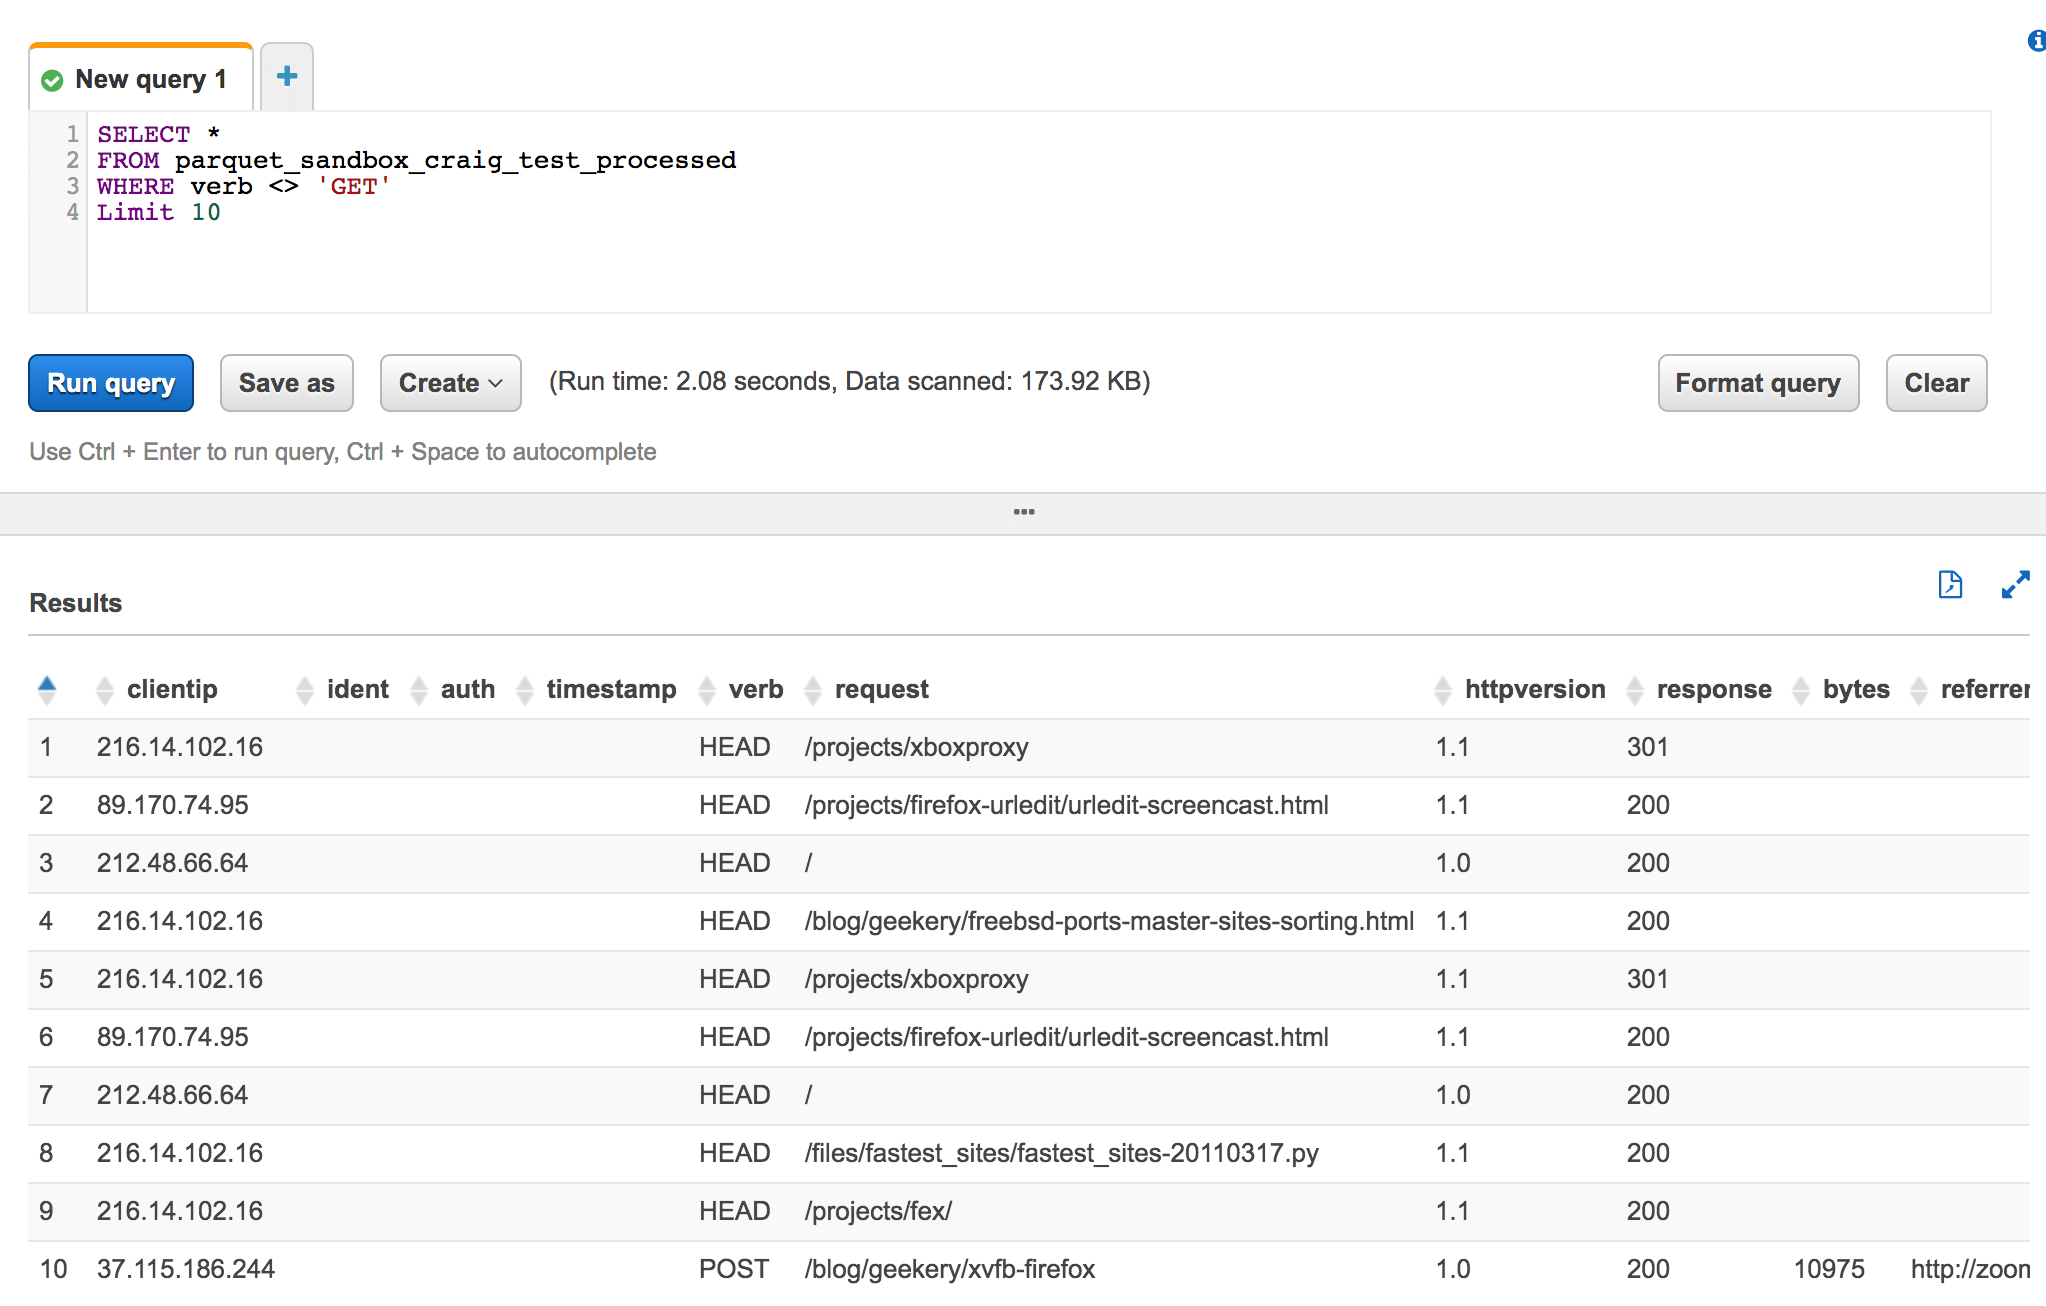 New query 1
1 SELECT *
2 FROM parquet_sandbox_craig_test_processed
3 WHERE verb <> 'GET'
4 Limit 10
Run query Save as Create (Run time: 2.08 seconds, Data scanned: 173.92 KB) Format query Clear
Use Ctrl + Enter to run query, Ctrl + Space to autocomplete
Results
clientip ident auth timestamp verb request httpversion response bytes referrer
1 216.14.102.16 HEAD /projects/xboxproxy 1.1 301
2 89.170.74.95 HEAD /projects/firefox-urledit/urledit-screencast.html 1.1 200
3 212.48.66.64 HEAD / 1.0 200
4 216.14.102.16 HEAD /blog/geekery/freebsd-ports-master-sites-sorting.html 1.1 200
5 216.14.102.16 HEAD /projects/xboxproxy 1.1 301
6 89.170.74.95 HEAD /projects/firefox-urledit/urledit-screencast.html 1.1 200
7 212.48.66.64 HEAD / 1.0 200
8 216.14.102.16 HEAD /files/fastest_sites/fastest_sites-20110317.py 1.1 200
9 216.14.102.16 HEAD /projects/fex/ 1.1 200
10 37.115.186.244 POST /blog/geekery/xvfb-firefox 1.0 200 10975 http://zoom